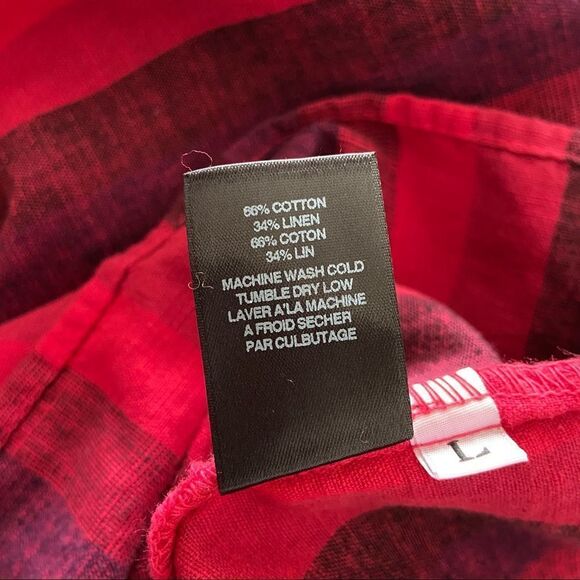 66% COTTON
34% LINEN
66% COTON
34% LIN
MACHINE WASH COLD
TUMBLE DRY LOW
LAVER A'LA MACHINE
A FROID SECHER
PAR CULBUTAGE
L